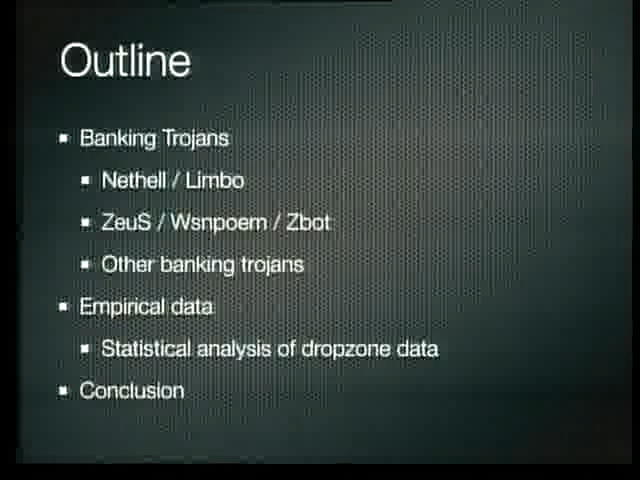 Outline
Banking Trojans
Nethell / Limbo
ZeuS / Wsnpoem / Zbot
Other banking trojans
Empirical data
Statistical analysis of dropzone data
Conclusion